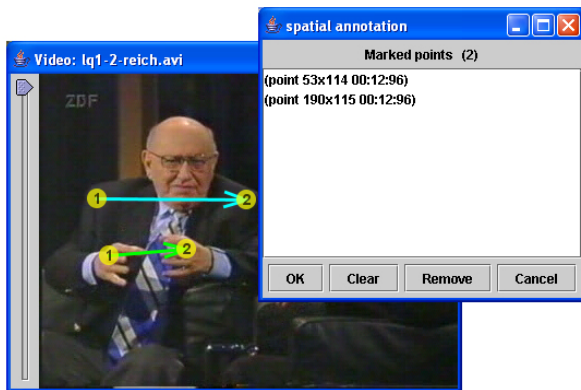 spatial annotation
Marked points (2)
(point 53x114 00:12:96)
(point 190x115 00:12:96)
OK Clear Remove Cancel
Video: lq1-2-reich.avi
ZDF
1 2
1 2